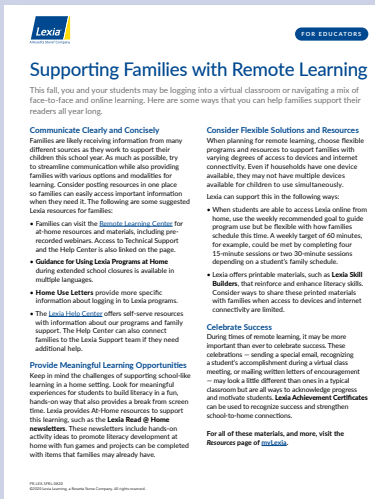 Lexia
A Rosetta Stone Company
FOR EDUCATORS
Supporting Families with Remote Learning
This fall, you and your students may be logging into a virtual classroom or navigating a mix of
face-to-face and online learning. Here are some ways that you can help families support their
readers all year long.
Communicate Clearly and Concisely
Families are likely receiving information from many
different sources as they work to support their
children this school year. As much as possible, try
to streamline communication while also providing
families with various options and modalities for
learning. Consider posting resources in one place
so families can easily access important information
when they need it. The following are some suggested
Lexia resources for families:
• Families can visit the Remote Learning Center for
at-home resources and materials, including pre-
recorded webinars. Access to Technical Support
and the Help Center is also linked on the page.
• Guidance for Using Lexia Programs at Home
during extended school closures is available in
multiple languages.
• Home Use Letters provide more specific
information about logging in to Lexia programs.
• The Lexia Help Center offers self-serve resources
with information about our programs and family
support. The Help Center can also connect
families to the Lexia Support team if they need
additional help.
Provide Meaningful Learning Opportunities
Keep in mind the challenges of supporting school-like
learning in a home setting. Look for meaningful
experiences for students to build literacy in a fun,
hands-on way that also provides a break from screen
time. Lexia provides At-Home resources to support
this learning, such as the Lexia Read @ Home
newsletters. These newsletters include hands-on
activity ideas to promote literacy development at
home with fun games and projects can be completed
with items that families may already have.
Consider Flexible Solutions and Resources
When planning for remote learning, choose flexible
programs and resources to support families with
varying degrees of access to devices and internet
connectivity. Even if households have one device
available, they may not have multiple devices
available for children to use simultaneously.
Lexia can support this in the following ways:
• When students are able to access Lexia online from
home, use the weekly recommended goal to guide
program use but be flexible with how families
schedule this time. A weekly target of 60 minutes,
for example, could be met by completing four
15-minute sessions or two 30-minute sessions
depending on a student's family schedule.
• Lexia offers printable materials, such as Lexia Skill
Builders, that reinforce and enhance literacy skills.
Consider ways to share these printed materials
with families when access to devices and internet
connectivity are limited.
Celebrate Success
During times of remote learning, it may be more
important than ever to celebrate success. These
celebrations — sending a special email, recognizing
a student's accomplishment during a virtual class
meeting, or mailing written letters of encouragement
— may look a little different than ones in a typical
classroom but are all ways to acknowledge progress
and motivate students. Lexia Achievement Certificates
can be used to recognize success and strengthen
school-to-home connections.
For all of these materials, and more, visit the
Resources page of myLexia.
©2020 Lexia Learning, a Rosetta Stone Company. All rights reserved.